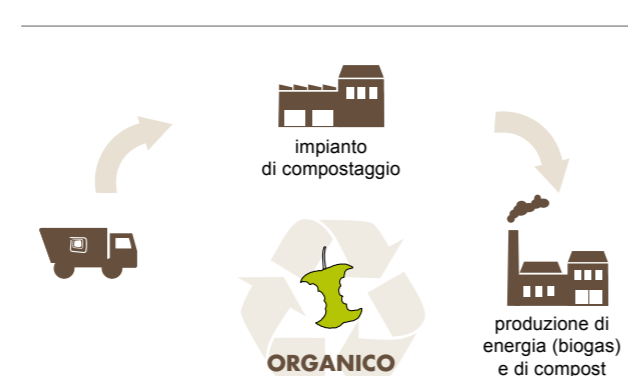 impianto
di compostaggio
ORGANICO
produzione di
energia (biogas)
e di compost